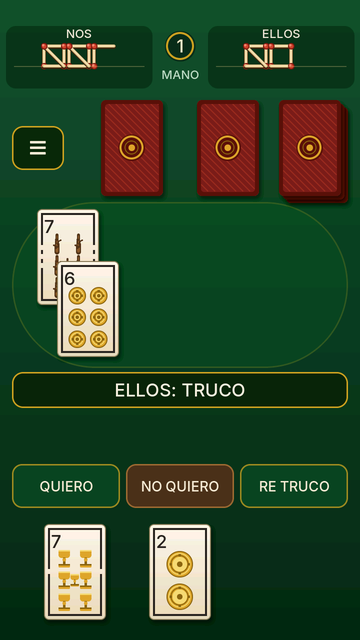 NOS
1
ELLOS
MANO
7
6
ELLOS: TRUCO
QUIERO
NO QUIERO
RE TRUCO
7
2